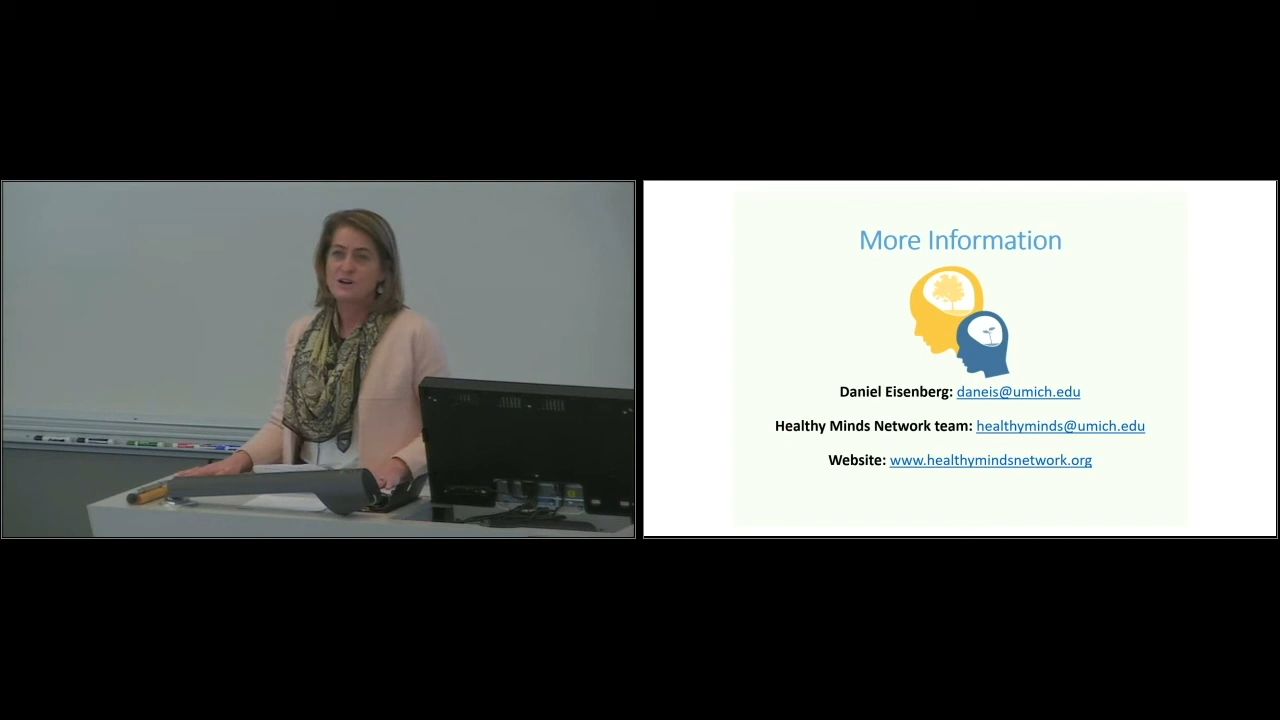 More Information
Daniel Eisenberg: daneis@umich.edu
Healthy Minds Network team: healthyminds@umich.edu
Website: www.healthymindsnetwork.org